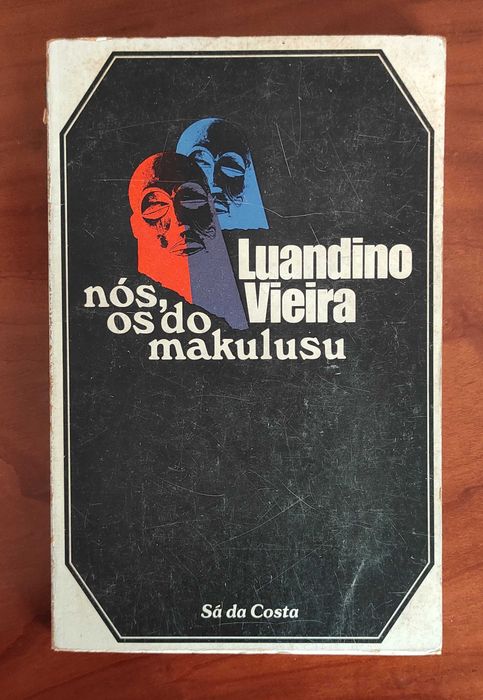 Luandino
Vieira
nós,
os do
makulusu
Sá da Costa